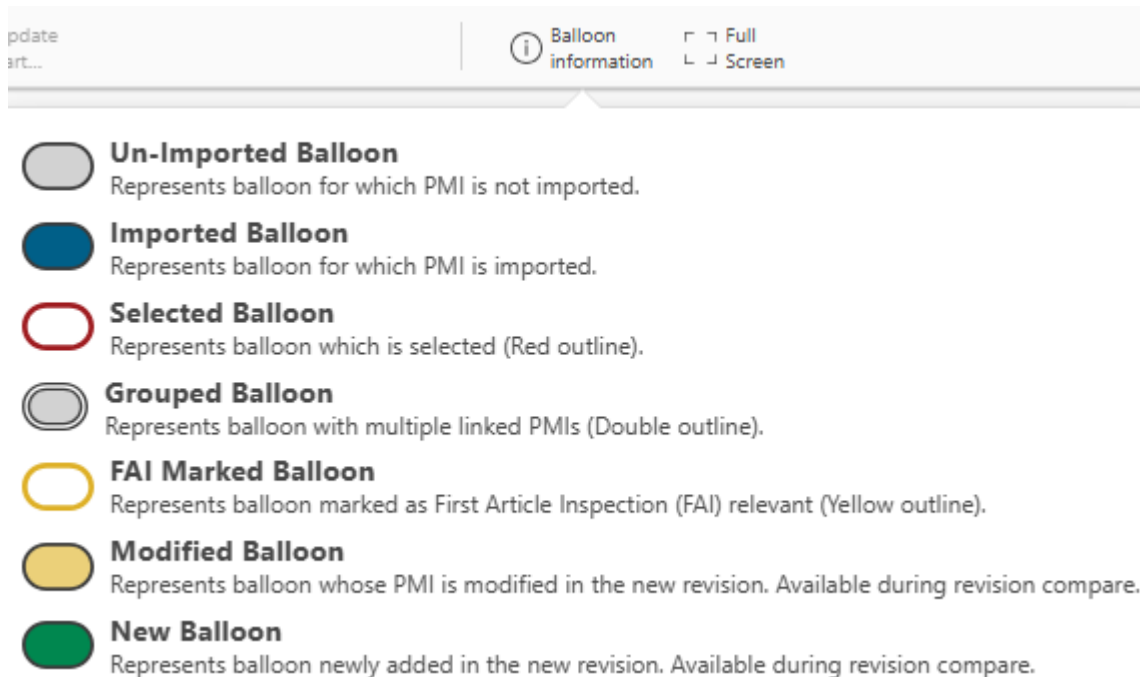 pdate
art...
Balloon
information
Full
Screen
Un-Imported Balloon
Represents balloon for which PMI is not imported.
Imported Balloon
Represents balloon for which PMI is imported.
Selected Balloon
Represents balloon which is selected (Red outline).
Grouped Balloon
Represents balloon with multiple linked PMIs (Double outline).
FAI Marked Balloon
Represents balloon marked as First Article Inspection (FAI) relevant (Yellow outline).
Modified Balloon
Represents balloon whose PMI is modified in the new revision. Available during revision compare.
New Balloon
Represents balloon newly added in the new revision. Available during revision compare.